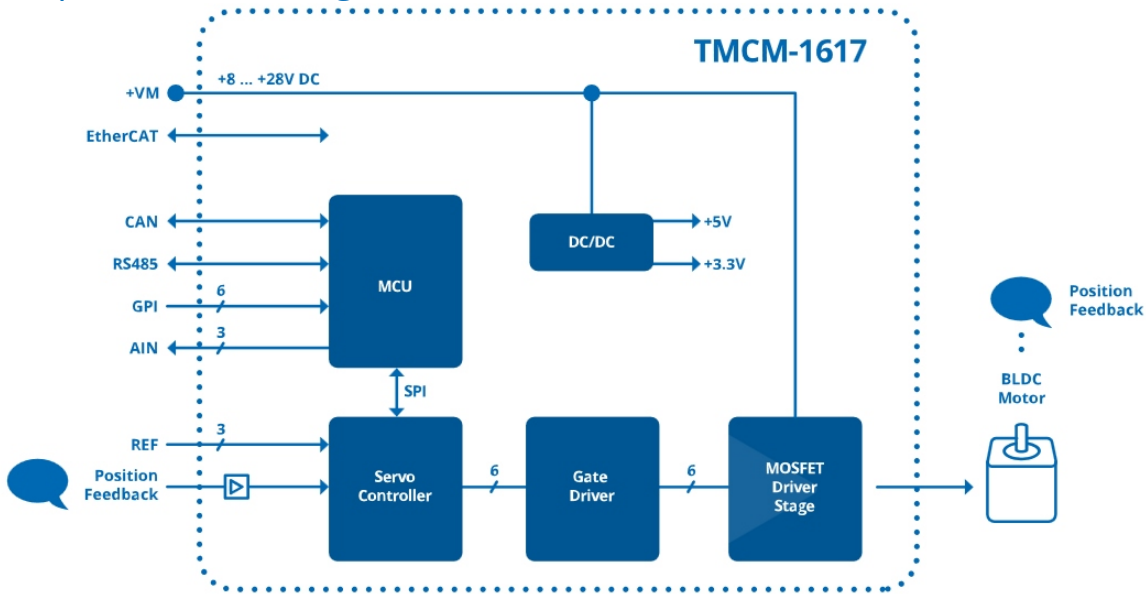 TMCM-1617
+8 ... +28V DC
+VM
EtherCAT
CAN
RS485
GPI
6
AIN
3
MCU
DC/DC
+5V
+3.3V
SPI
REF
3
Position
Feedback
Servo
Controller
6
Gate
Driver
6
MOSFET
Driver
Stage
Position
Feedback
BLDC
Motor